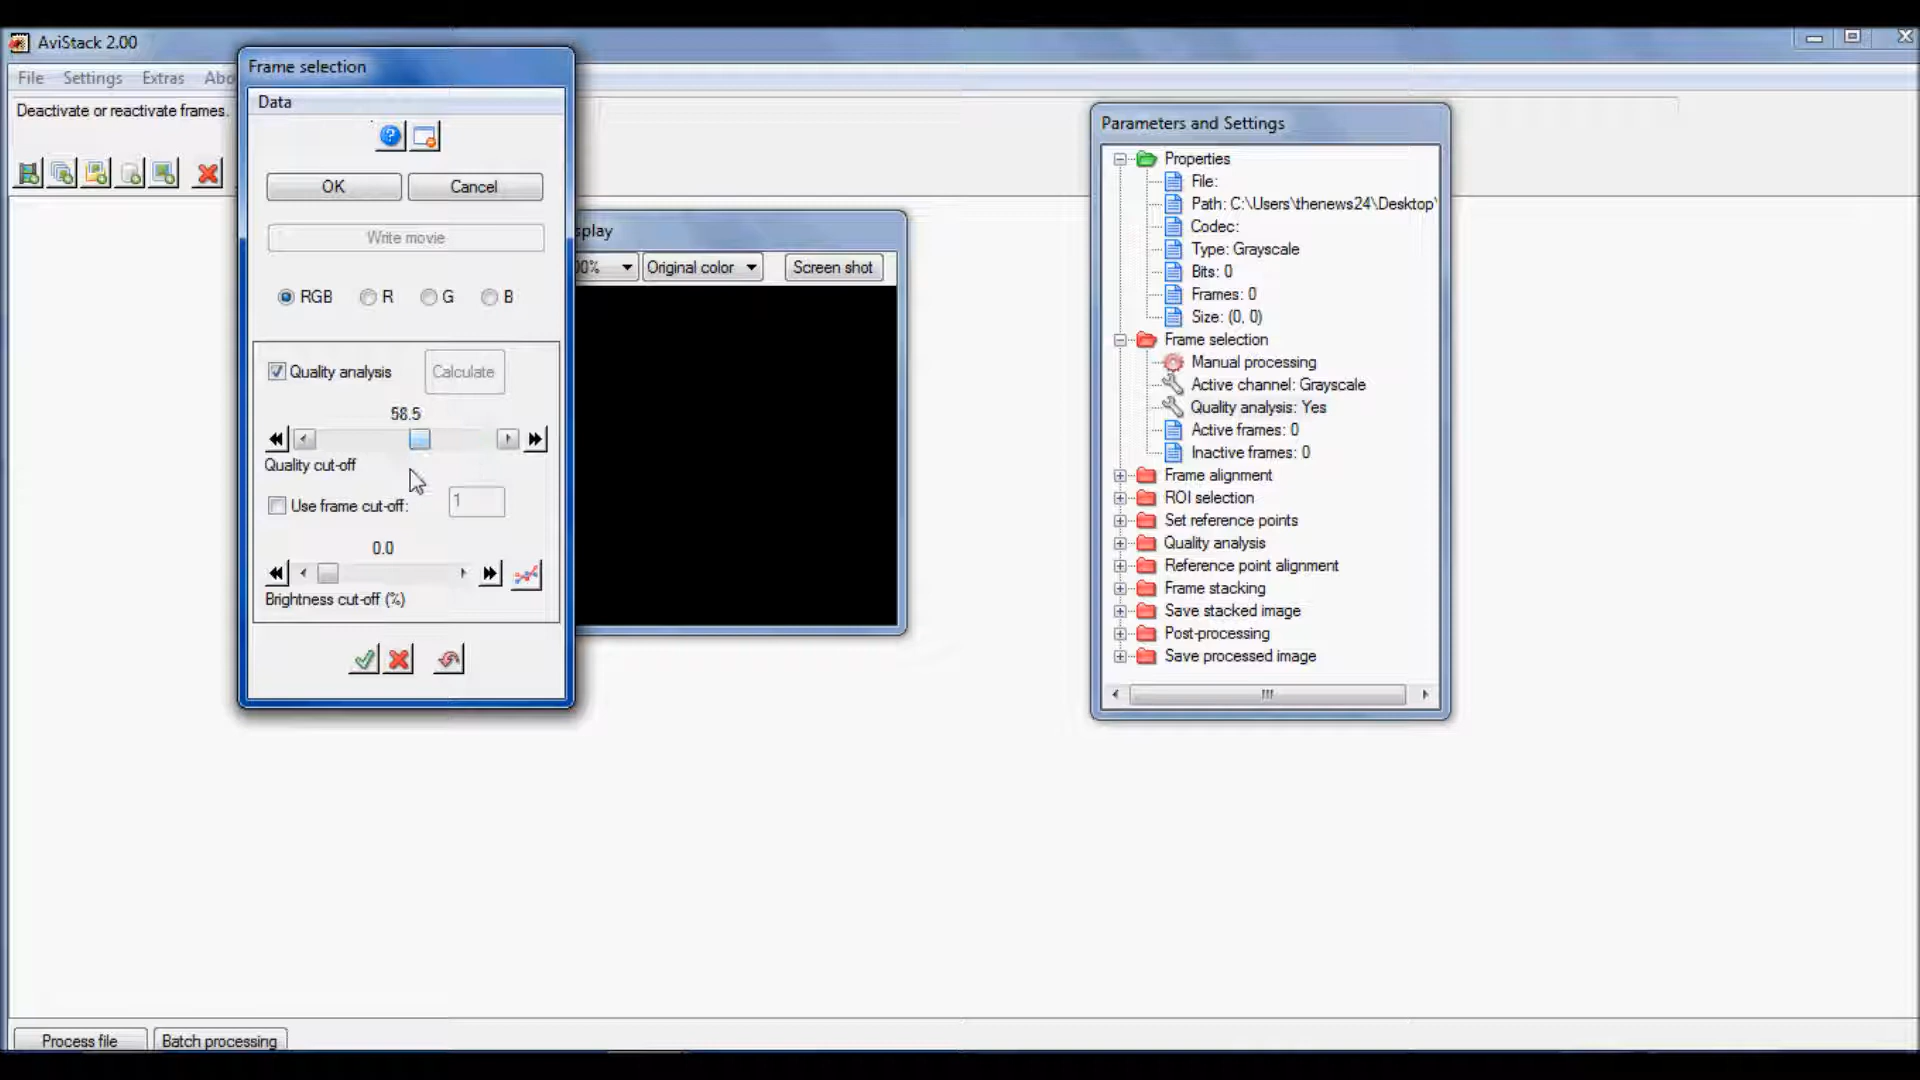 AviStack 2.00
File Settings Extras Abo
Deactivate or reactivate frames.
Frame selection
Data
OK Cancel
Write movie
RGB R G B
Quality analysis Calculate
58.5
Quality cut-off
Use frame cut-off: 1
0.0
Brightness cut-off (%)
splay
00% Original color Screen shot
Parameters and Settings
Properties
File:
Path: C:\Users\thenews24\Desktop\
Codec:
Type: Grayscale
Bits: 0
Frames: 0
Size: (0, 0)
Frame selection
Manual processing
Active channel: Grayscale
Quality analysis: Yes
Active frames: 0
Inactive frames: 0
Frame alignment
ROI selection
Set reference points
Quality analysis
Reference point alignment
Frame stacking
Save stacked image
Post-processing
Save processed image
Process file Batch processing